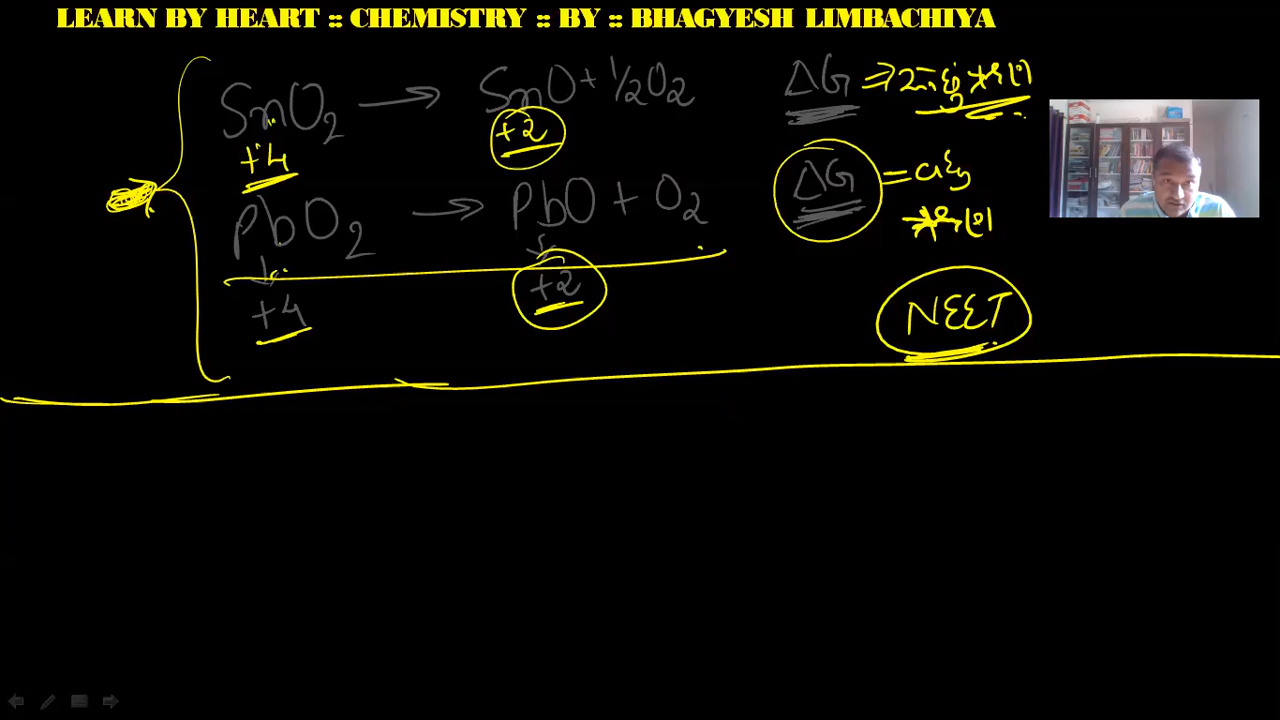 LEARN BY HEART :: CHEMISTRY :: BY :: BHAGYESH LIMBACHIYA
SnO2 → SnO + 1/2O2 ΔG ⇒
+4 +2
PbO2 → PbO + O2 ΔG =
+4 +2
NEET